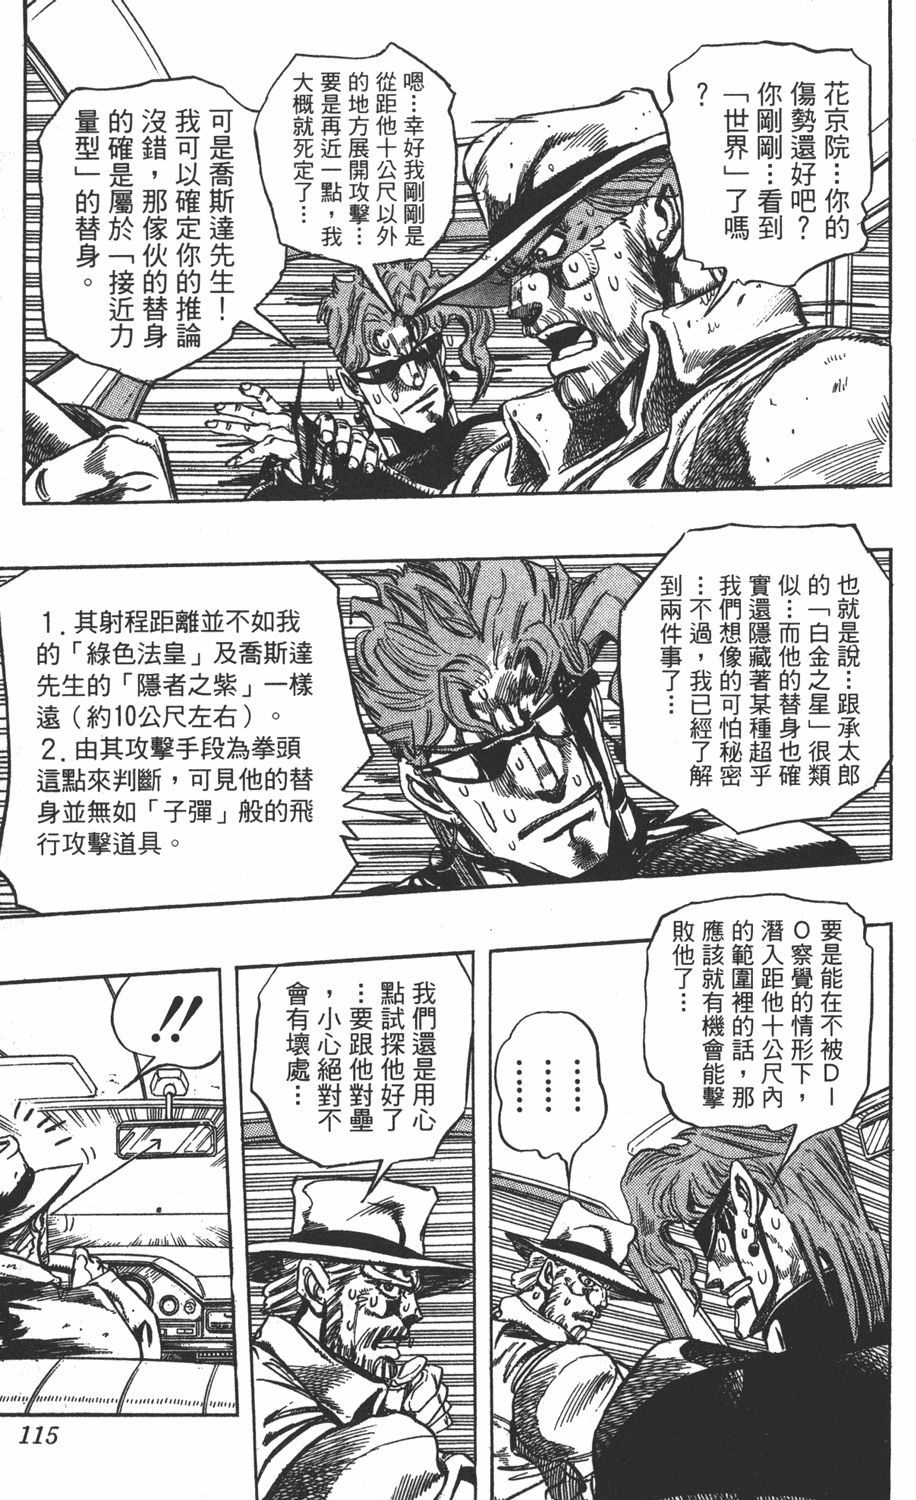 花京院…你的
傷勢還好吧？
你剛剛…看到
「世界」了嗎
？
嗯…幸好我剛剛是
從距他十公尺以外
的地方展開攻擊…
要是再近一點，我
大概就死定了…
可是喬斯達先生！
我可以確定你的推論
沒錯，那傢伙的替身
的確是屬於「接近力
量型」的替身。
也就是說…跟承太郎
的「白金之星」很類
似…而他的替身也確
實還隱藏著某種超乎
我們想像的可怕秘密
…不過，我已經了解
到兩件事了…
1. 其射程距離並不如我
的「綠色法皇」及喬斯達
先生的「隱者之紫」一樣
遠（約10公尺左右）。
2. 由其攻擊手段為拳頭
這點來判斷，可見他的替
身並無如「子彈」般的飛
行攻擊道具。
要是能在不被DI
O察覺的情形下，
潛入距他十公尺內
的範圍裡的話，那
應該就有機會能擊
敗他了…
………
………
我們還是用心
點試探他好了
…要跟他對壘
，小心絕對不
會有壞處…
!!
115